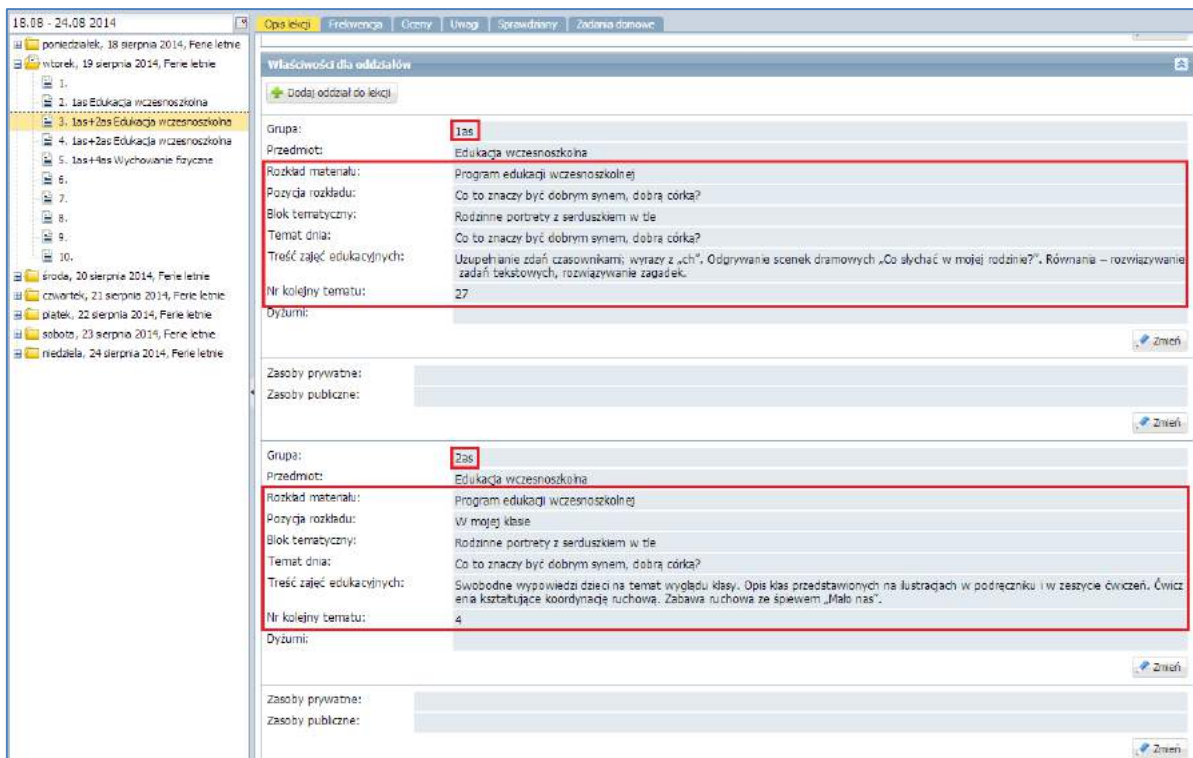 18.08 - 24.08 2014
poniedziałek, 18 sierpnia 2014, Ferie letnie
wtorek, 19 sierpnia 2014, Ferie letnie
1.
2. 1as Edukacja wczesnoszkolna
3. 1as+2as Edukacja wczesnoszkolna
4. 1as+2as Edukacja wczesnoszkolna
5. 1as+4as Wychowanie fizyczne
6.
7.
8.
9.
10.
środa, 20 sierpnia 2014, Ferie letnie
czwartek, 21 sierpnia 2014, Ferie letnie
piątek, 22 sierpnia 2014, Ferie letnie
sobota, 23 sierpnia 2014, Ferie letnie
niedziela, 24 sierpnia 2014, Ferie letnie
Opis lekcji Frekwencja Oceny Uwagi Sprawdziany Zadania domowe
Właściwości dla oddziałów
Dodaj oddział do lekcji
Grupa: 1as
Przedmiot: Edukacja wczesnoszkolna
Rozkład materiału: Program edukacji wczesnoszkolnej
Pozycja rozkładu: Co to znaczy być dobrym synem, dobrą córką?
Blok tematyczny: Rodzinne portrety z serduszkiem w tle
Temat dnia: Co to znaczy być dobrym synem, dobrą córką?
Treść zajęć edukacyjnych: Uzupełnianie zdań czasownikami; wyrazy z „ch”. Odgrywanie scenek dramowych „Co słychać w mojej rodzinie?”. Równania – rozwiązywanie
zadań tekstowych, rozwiązywanie zagadek.
Nr kolejny tematu: 27
Dyżurni:
Zmień
Zasoby prywatne:
Zasoby publiczne:
Zmień
Grupa: 2as
Przedmiot: Edukacja wczesnoszkolna
Rozkład materiału: Program edukacji wczesnoszkolnej
Pozycja rozkładu: W mojej klasie
Blok tematyczny: Rodzinne portrety z serduszkiem w tle
Temat dnia: Co to znaczy być dobrym synem, dobrą córką?
Treść zajęć edukacyjnych: Swobodne wypowiedzi dzieci na temat wyglądu klasy. Opis klas przedstawionych na ilustracjach w podręczniku i w zeszycie ćwiczeń. Ćwicz
enia kształtujące koordynację ruchową. Zabawa ruchowa ze śpiewem „Mało nas”.
Nr kolejny tematu: 4
Dyżurni:
Zmień
Zasoby prywatne:
Zasoby publiczne:
Zmień